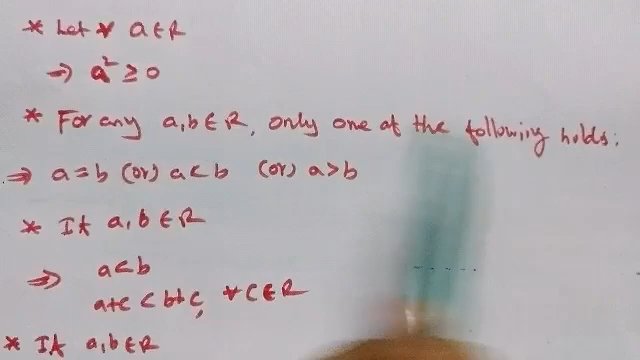 * Let ∀ a ∈ R
⇒ a² ≥ 0
* For any a,b ∈ R, only one of the following holds:
⇒ a = b (or) a < b (or) a > b
* If a, b ∈ R
⇒ a < b
a+c < b+c, ∀ c ∈ R
* If a,b ∈ R